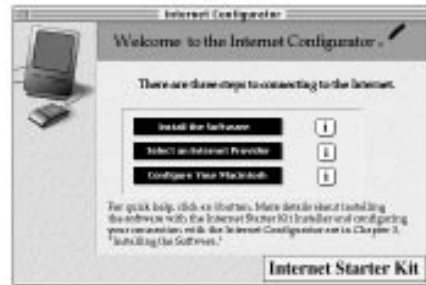 Internet Configurator
Welcome to the Internet Configurator.
There are three steps to connecting to the Internet.
Install the Software
i
Select an Internet Provider
i
Configure Your Macintosh
i
For quick help, click an i button. More details about installing
the software with the Internet Starter Kit Installer and configuring
your connection with the Internet Configurator are in Chapter 3,
"Installing the Software."
Internet Starter Kit